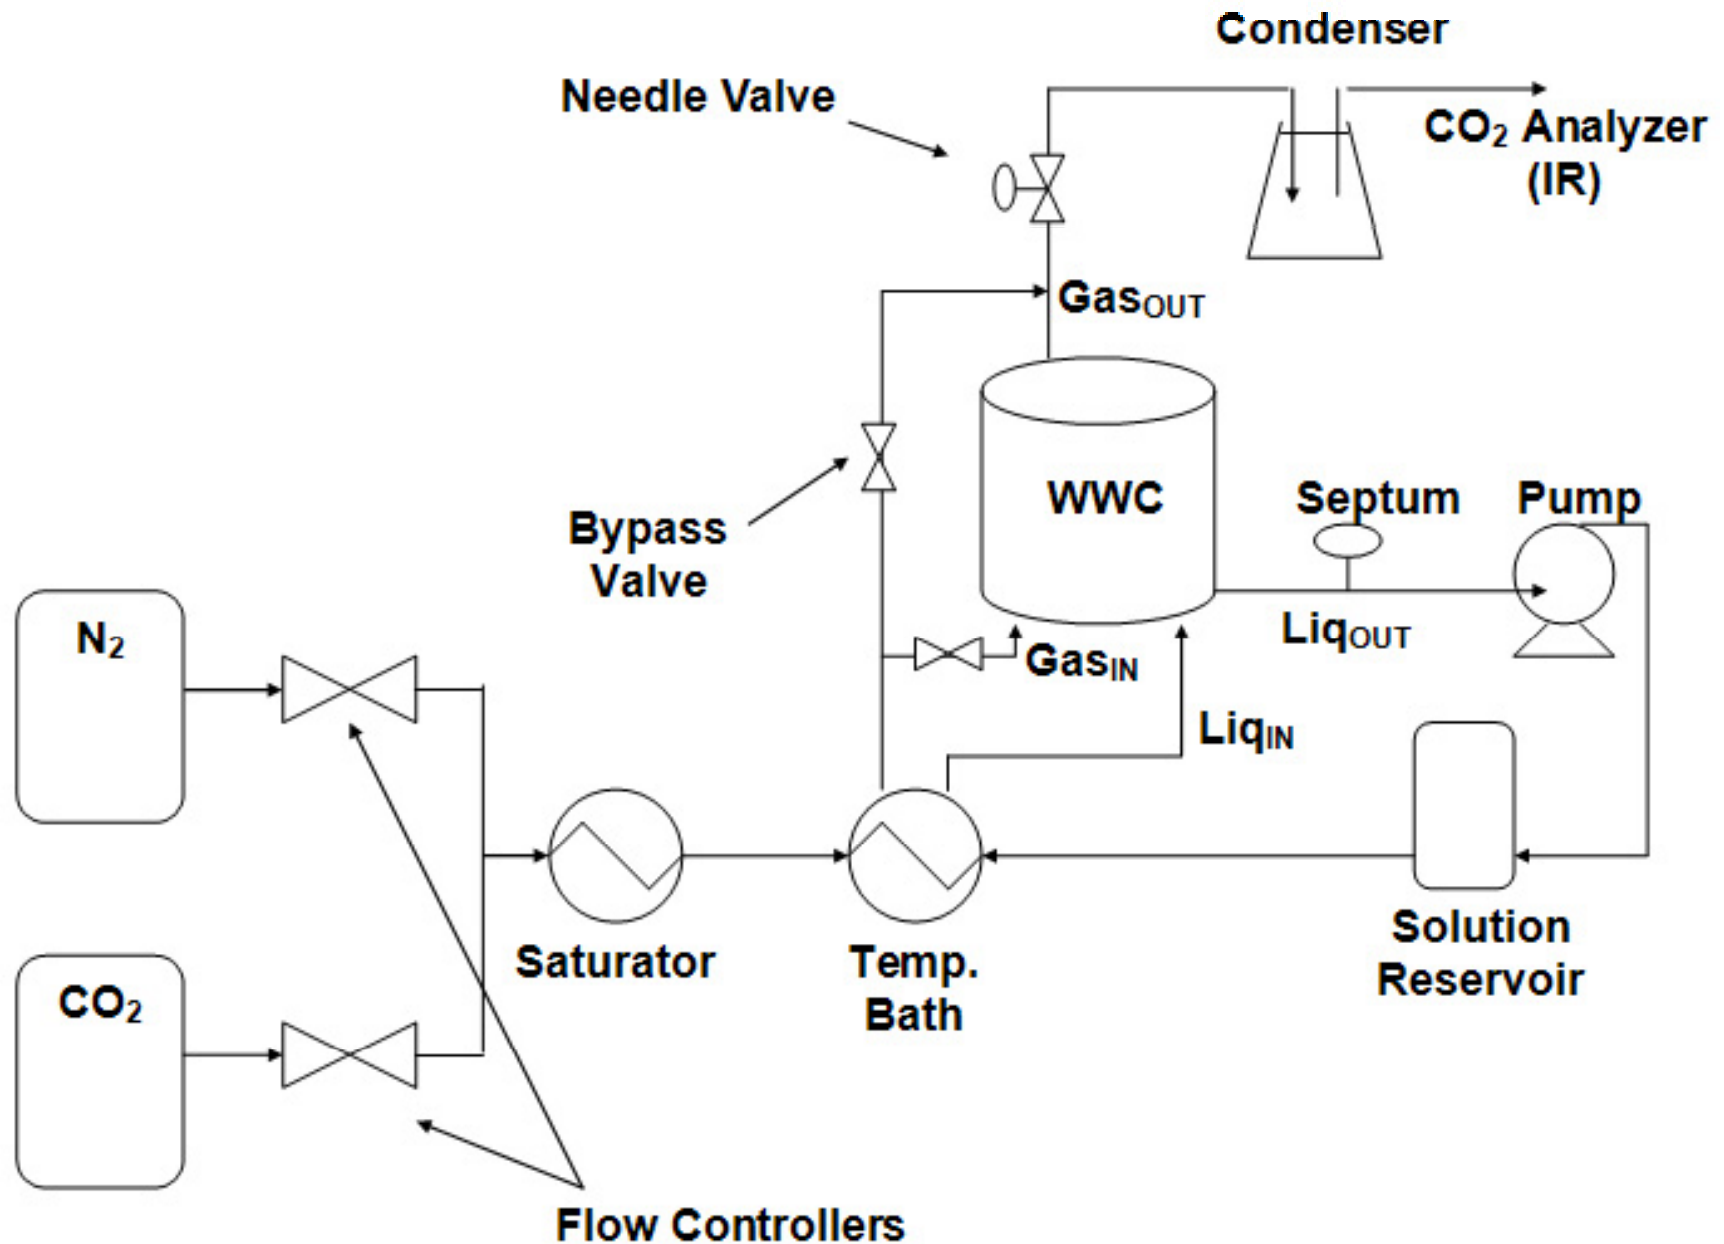 Condenser
Needle Valve
CO₂ Analyzer
(IR)
GasOUT
WWC
Septum
Pump
Bypass
Valve
LiqOUT
N₂
GasIN
LiqIN
Solution
Reservoir
Saturator
Temp.
Bath
CO₂
Flow Controllers